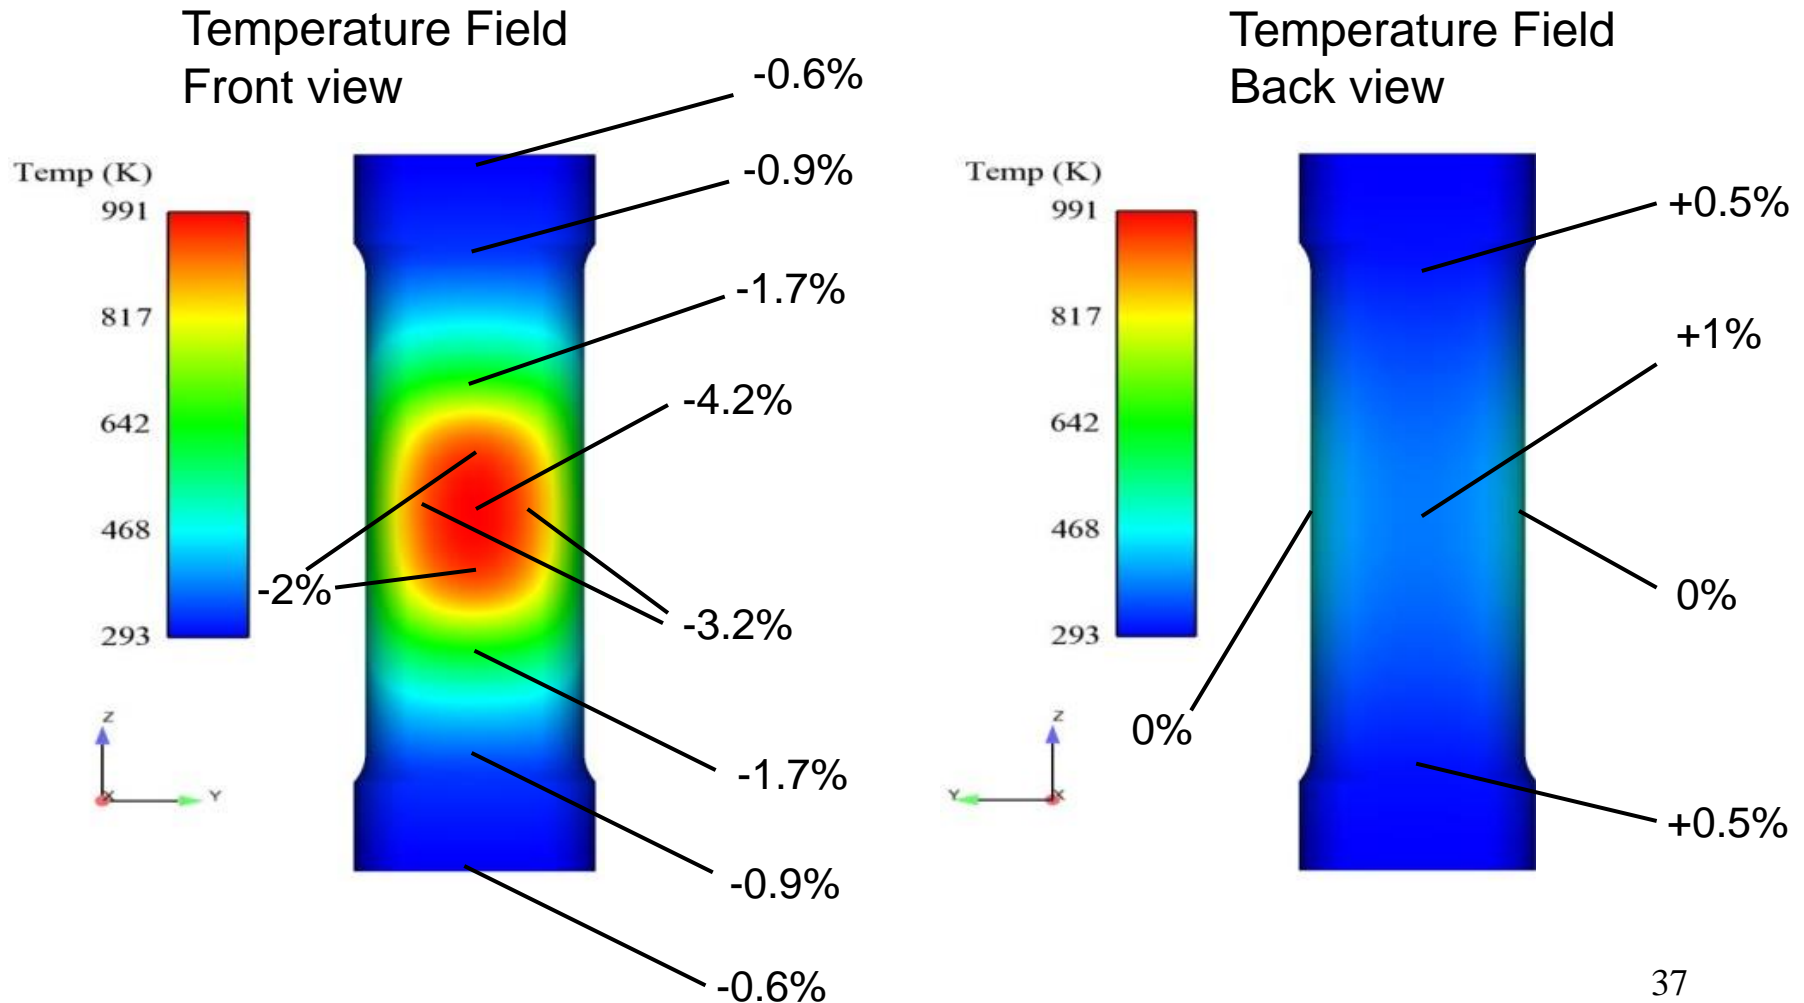 Temperature Field
Front view
-0.6%
-0.9%
-1.7%
-4.2%
-2%
-3.2%
-1.7%
-0.9%
-0.6%
Temp (K)
991
817
642
468
293
Z
X
Y
Temperature Field
Back view
+0.5%
+1%
0%
0%
+0.5%
Temp (K)
991
817
642
468
293
Z
Y
X
37